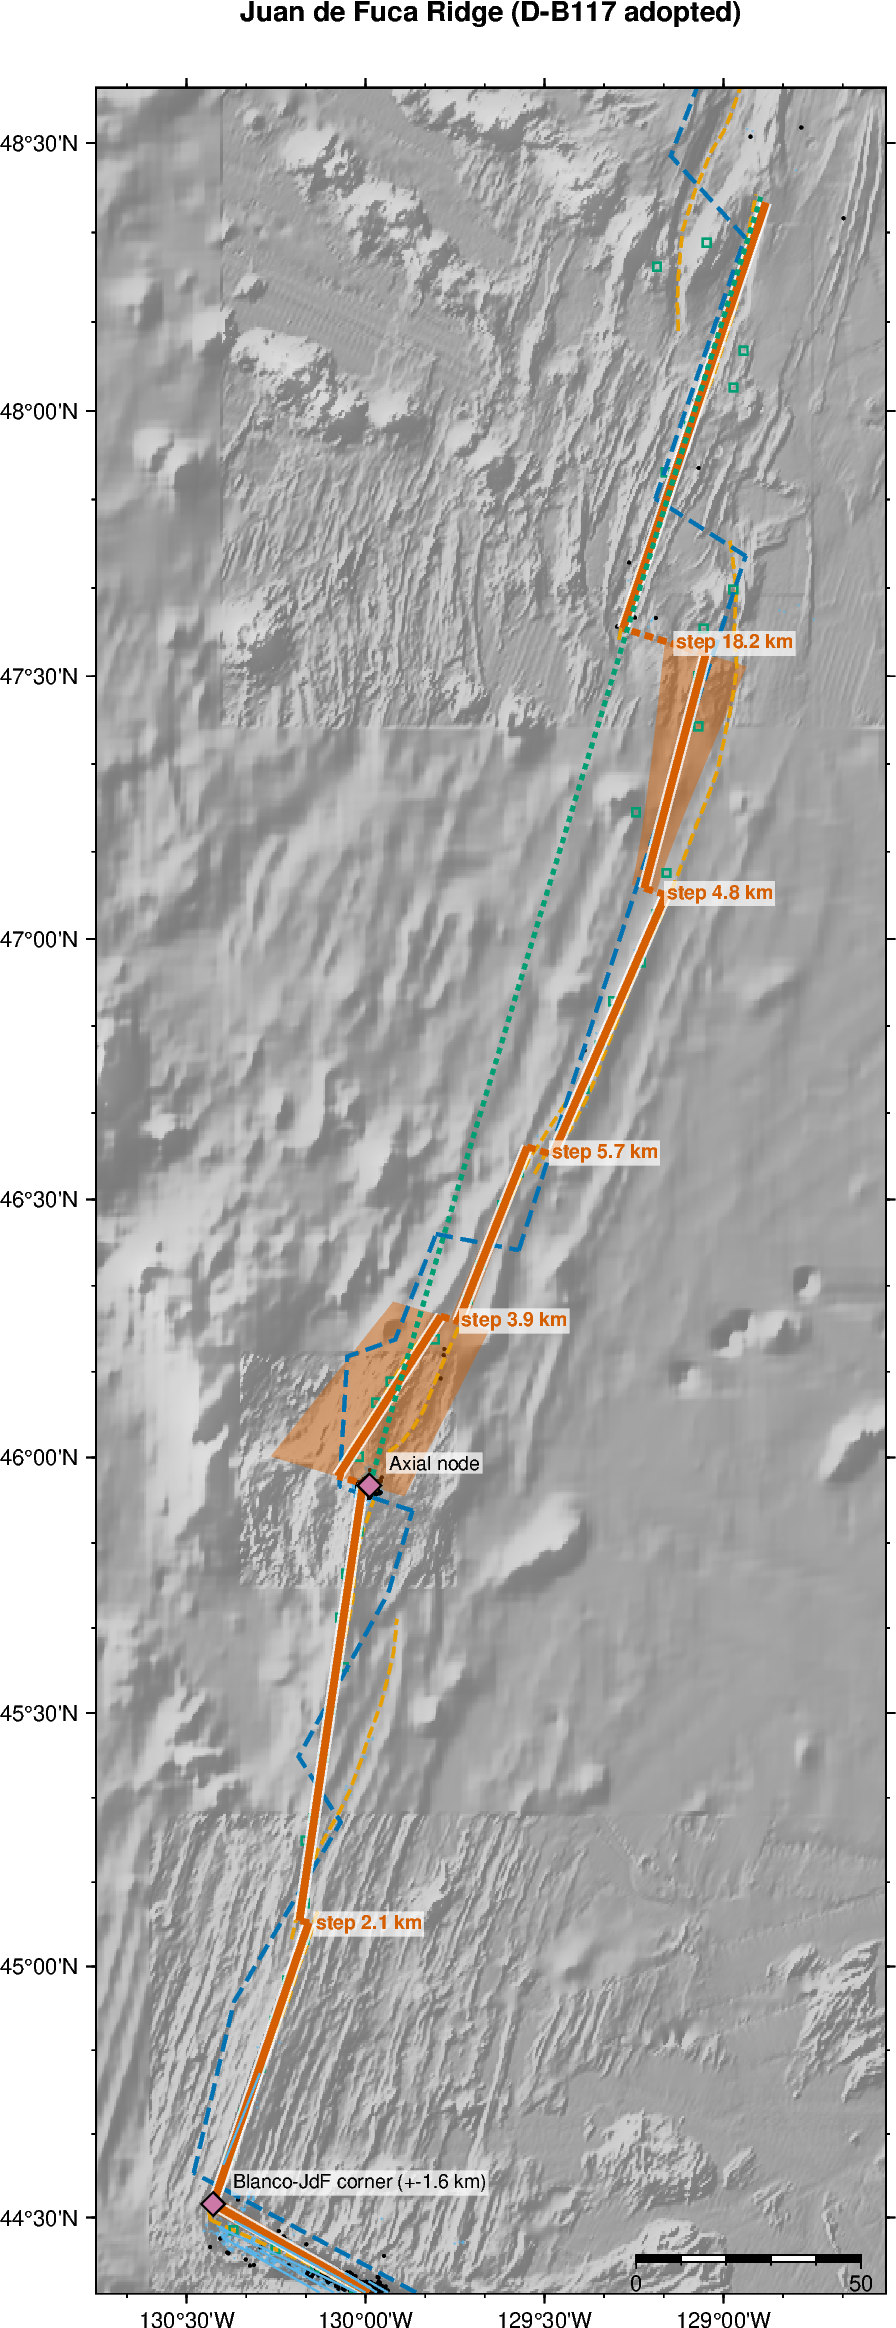 Juan de Fuca Ridge (D-B117 adopted)
48°30'N
48°00'N
step 18.2 km
47°30'N
step 4.8 km
47°00'N
step 5.7 km
46°30'N
step 3.9 km
46°00'N
Axial node
45°30'N
step 2.1 km
45°00'N
Blanco-JdF corner (+-1.6 km)
44°30'N
0 50
130°30'W 130°00'W 129°30'W 129°00'W